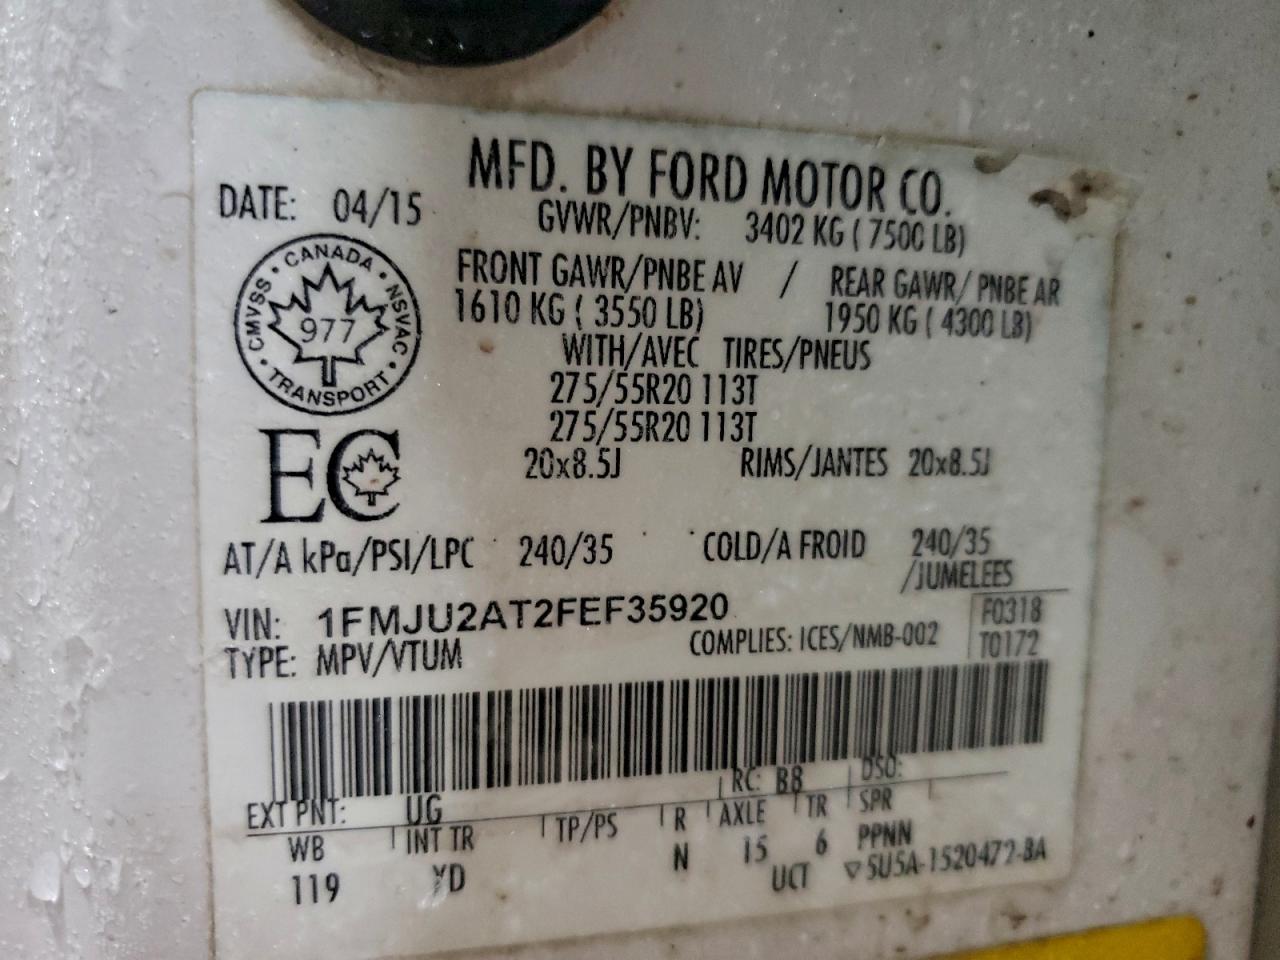 MFD. BY FORD MOTOR CO.
DATE: 04/15
GVWR/PNBV: 3402 KG ( 7500 LB)
CMVSS • CANADA • NSVAC • TRANSPORT •
977
FRONT GAWR/PNBE AV / REAR GAWR/ PNBE AR
1610 KG ( 3550 LB) 1950 KG ( 4300 LB)
WITH/AVEC TIRES/PNEUS
275/55R20 113T
275/55R20 113T
20x8.5J RIMS/JANTES 20x8.5J
EC
AT/A kPa/PSI/LPC 240/35 COLD/A FROID 240/35
/JUMELEES
VIN: 1FMJU2AT2FEF35920 F0318
TYPE: MPV/VTUM COMPLIES: ICES/NMB-002 T0172
RC: B8 DSO:
EXT PNT: UG
WB INT TR TP/PS R AXLE TR SPR
119 YD N 15 6 PPNN
UCT ▽5U5A-1520472-BA